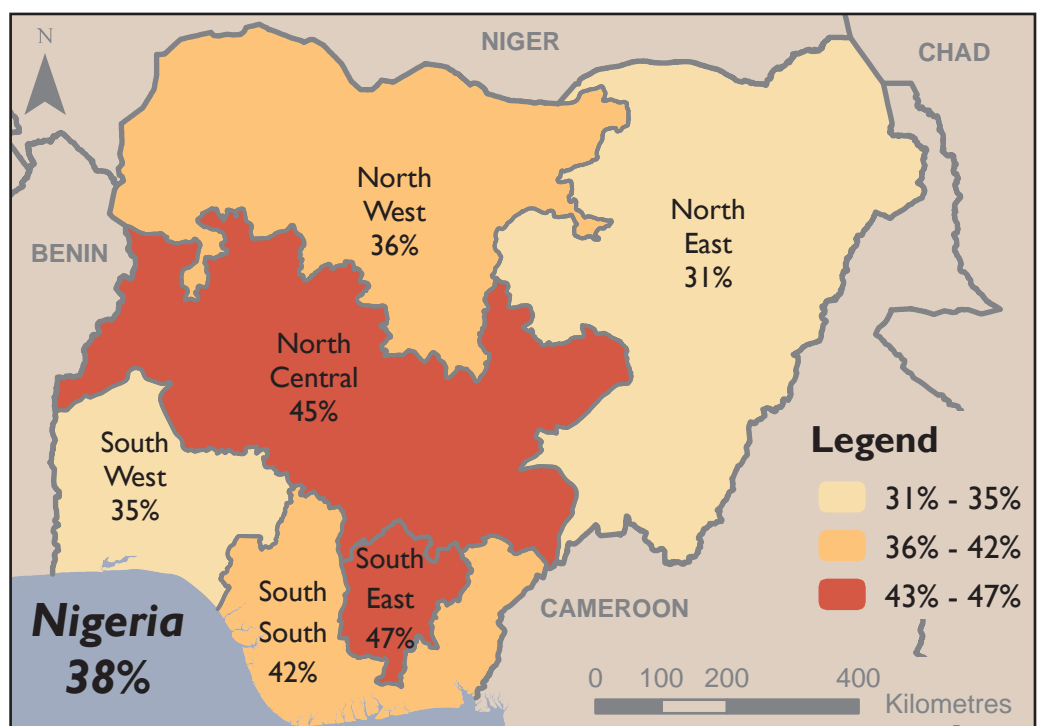 N
NIGER
CHAD
North
West
36%
North
East
31%
BENIN
North
Central
45%
South
West
35%
Legend
31% - 35%
36% - 42%
43% - 47%
South
East
47%
South
South
42%
CAMEROON
Nigeria
38%
0 100 200 400
Kilometres